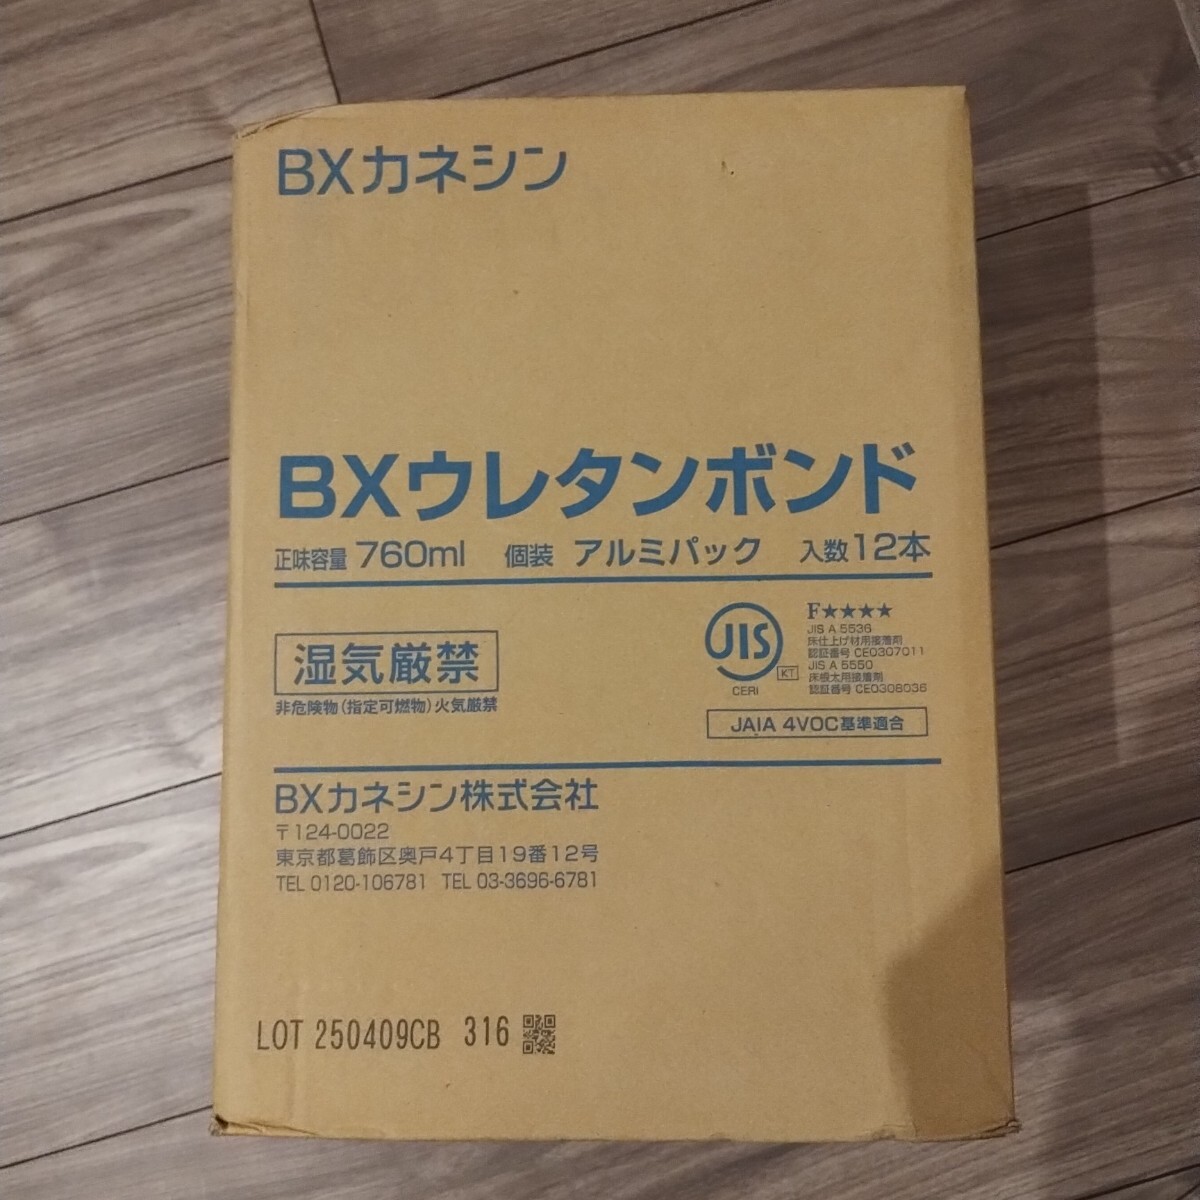 BXカネシン
BXウレタンボンド
正味容量 760ml 個装 アルミパック 入数12本
湿気厳禁
非危険物(指定可燃物)火気厳禁
JIS
KT
CERI
F★★★★
JIS A 5536
床仕上げ材用接着剤
認証番号 CE0307011
JIS A 5550
床根太用接着剤
認証番号 CE0308036
JAIA 4VOC基準適合
BXカネシン株式会社
〒124-0022
東京都葛飾区奥戸4丁目19番12号
TEL 0120-106781 TEL 03-3696-6781
LOT 250409CB 316